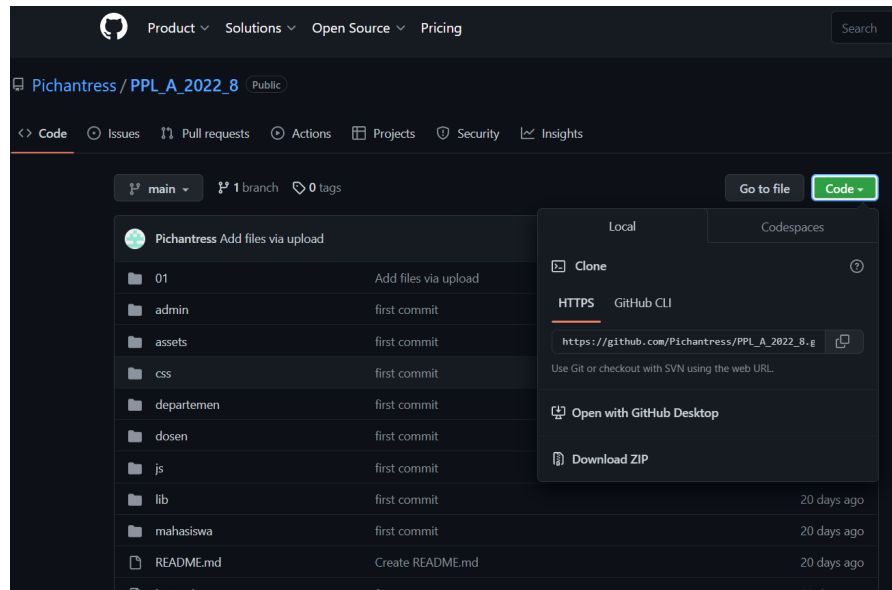 Product Solutions Open Source Pricing Search
Pichantress / PPL_A_2022_8 Public
<> Code Issues Pull requests Actions Projects Security Insights
main 1 branch 0 tags Go to file Code
Pichantress Add files via upload
Local Codespaces
Clone
HTTPS GitHub CLI
https://github.com/Pichantress/PPL_A_2022_8.g
Use Git or checkout with SVN using the web URL.
Open with GitHub Desktop
Download ZIP
01 Add files via upload
admin first commit
assets first commit
css first commit
departemen first commit
dosen first commit
js first commit
lib first commit 20 days ago
mahasiswa first commit 20 days ago
README.md Create README.md 20 days ago